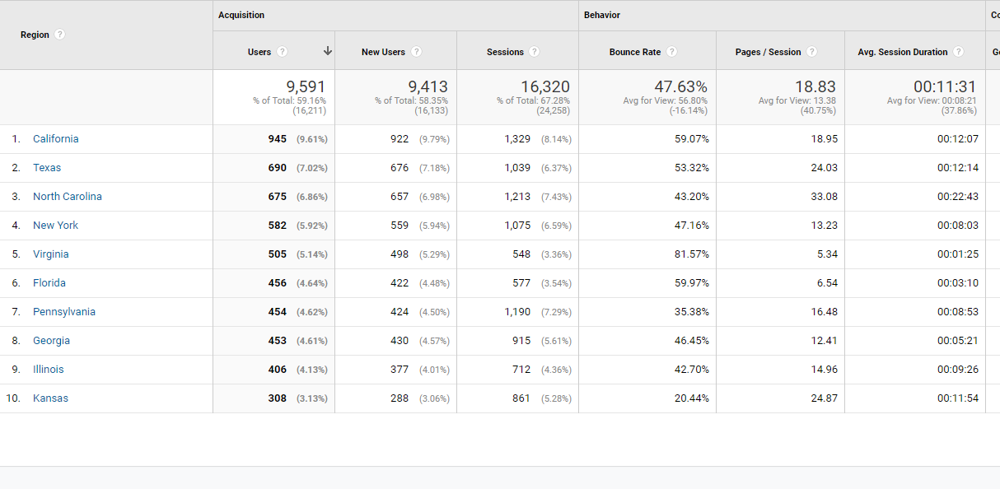 Acquisition Behavior Co
Region ?
Users ? New Users ? Sessions ? Bounce Rate ? Pages / Session ? Avg. Session Duration ? G
9,591 9,413 16,320 47.63% 18.83 00:11:31
% of Total: 59.16% % of Total: 58.35% % of Total: 67.28% Avg for View: 56.80% Avg for View: 13.38 Avg for View: 00:08:21
(16,211) (16,133) (24,258) (-16.14%) (40.75%) (37.86%)
1. California 945 (9.61%) 922 (9.79%) 1,329 (8.14%) 59.07% 18.95 00:12:07
2. Texas 690 (7.02%) 676 (7.18%) 1,039 (6.37%) 53.32% 24.03 00:12:14
3. North Carolina 675 (6.86%) 657 (6.98%) 1,213 (7.43%) 43.20% 33.08 00:22:43
4. New York 582 (5.92%) 559 (5.94%) 1,075 (6.59%) 47.16% 13.23 00:08:03
5. Virginia 505 (5.14%) 498 (5.29%) 548 (3.36%) 81.57% 5.34 00:01:25
6. Florida 456 (4.64%) 422 (4.48%) 577 (3.54%) 59.97% 6.54 00:03:10
7. Pennsylvania 454 (4.62%) 424 (4.50%) 1,190 (7.29%) 35.38% 16.48 00:08:53
8. Georgia 453 (4.61%) 430 (4.57%) 915 (5.61%) 46.45% 12.41 00:05:21
9. Illinois 406 (4.13%) 377 (4.01%) 712 (4.36%) 42.70% 14.96 00:09:26
10. Kansas 308 (3.13%) 288 (3.06%) 861 (5.28%) 20.44% 24.87 00:11:54